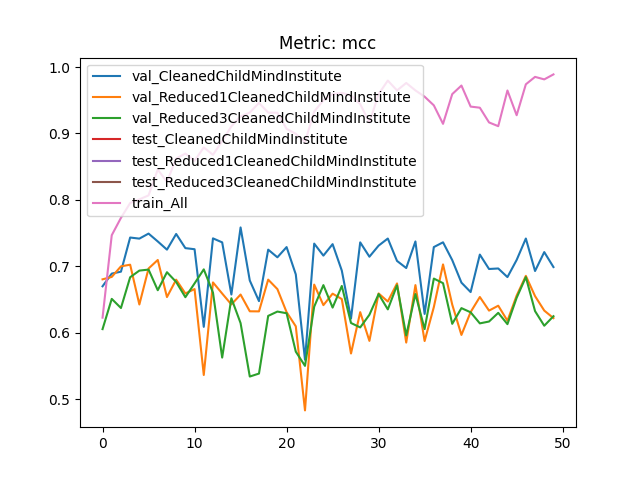 Metric: mcc
val_CleanedChildMindInstitute
val_Reduced1CleanedChildMindInstitute
val_Reduced3CleanedChildMindInstitute
test_CleanedChildMindInstitute
test_Reduced1CleanedChildMindInstitute
test_Reduced3CleanedChildMindInstitute
train_All
1.0
0.9
0.8
0.7
0.6
0.5
0 10 20 30 40 50